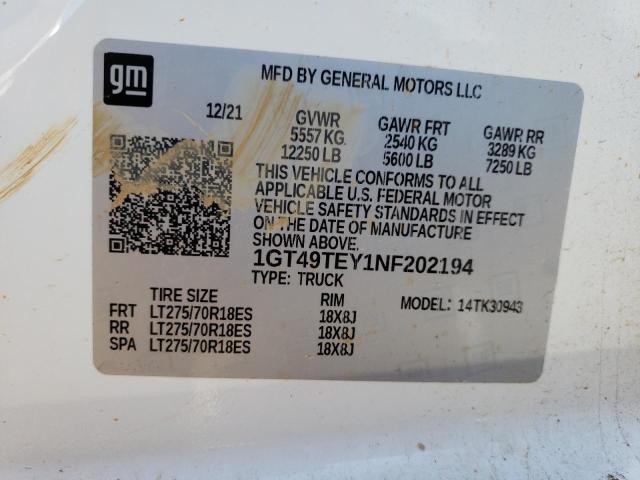 gm
MFD BY GENERAL MOTORS LLC
12/21
GVWR GAWR FRT GAWR RR
5557 KG. 2540 KG 3289 KG
12250 LB 5600 LB 7250 LB
THIS VEHICLE CONFORMS TO ALL
APPLICABLE U.S. FEDERAL MOTOR
VEHICLE SAFETY STANDARDS IN EFFECT
ON THE DATE OF MANUFACTURE
SHOWN ABOVE.
1GT49TEY1NF202194
TYPE: TRUCK
TIRE SIZE RIM MODEL: 14TK30943
FRT LT275/70R18ES 18X8J
RR LT275/70R18ES 18X8J
SPA LT275/70R18ES 18X8J